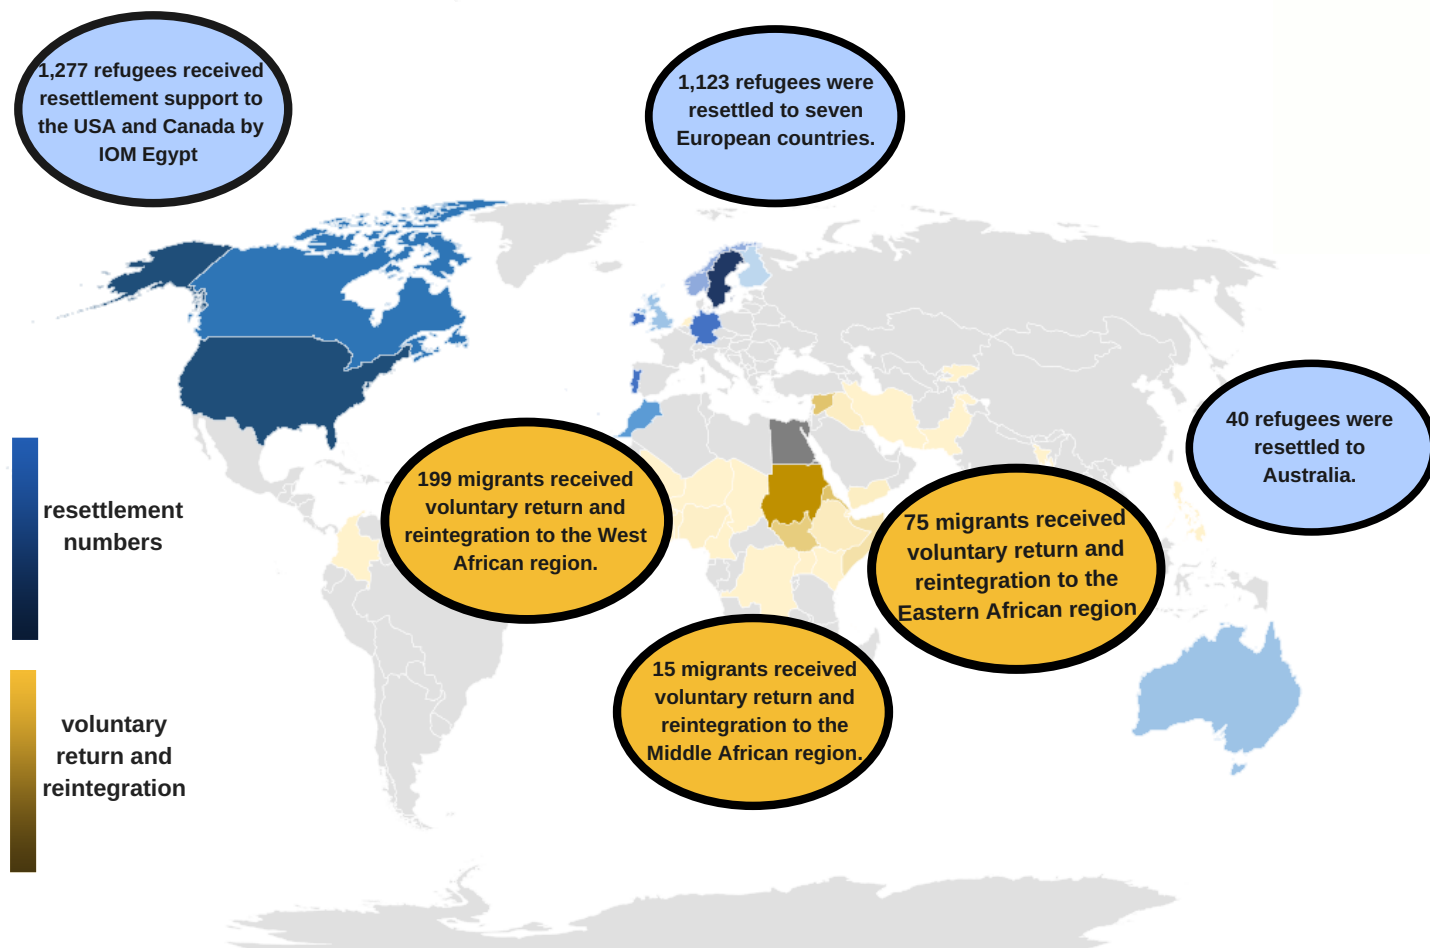 1,277 refugees received
resettlement support to
the USA and Canada by
IOM Egypt
1,123 refugees were
resettled to seven
European countries.
40 refugees were
resettled to
Australia.
199 migrants received
voluntary return and
reintegration to the West
African region.
75 migrants received
voluntary return and
reintegration to the
Eastern African region
15 migrants received
voluntary return and
reintegration to the
Middle African region.
resettlement
numbers
voluntary
return and
reintegration